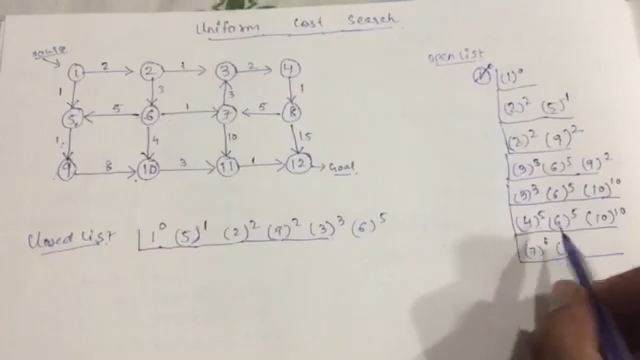 Uniform Cost Search
source
1 2 2 1 3 2 4
1 3 3 1
5 5 6 1 7 5 8
1 4 10 15
9 8 10 3 11 1 12 Goal
Closed List 1⁰ (5)¹ (2)² (9)² (3)³ (6)⁵
open List
(1)⁰
(2)² (5)¹
(2)² (9)²
(3)³ (6)⁵ (9)²
(3)³ (6)⁵ (10)¹⁰
(4)⁵ (6)⁵ (10)¹⁰
(7)⁶ (